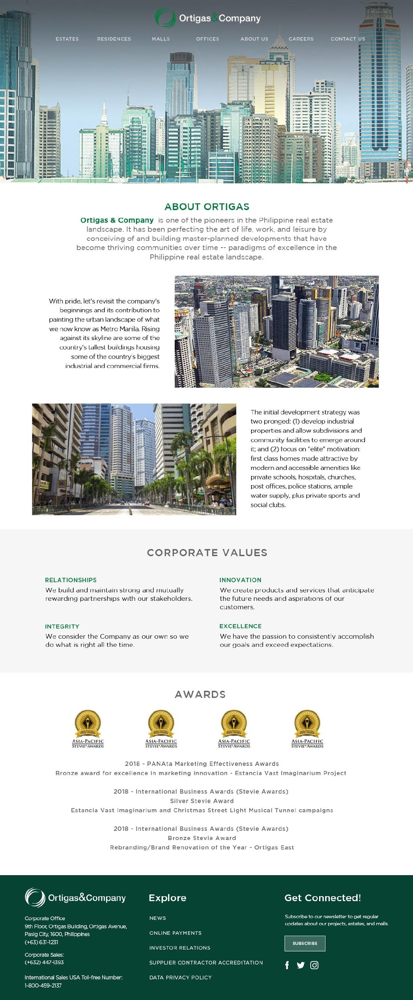 Ortigas&Company
ESTATES RESIDENCES MALLS OFFICES ABOUT US CAREERS CONTACT US
ABOUT ORTIGAS
Ortigas & Company is one of the pioneers in the Philippine real estate
landscape. It has been perfecting the art of life, work, and leisure by
conceiving of and building master-planned developments that have
become thriving communities over time -- paradigms of excellence in the
Philippine real estate landscape.
With pride, let's revisit the company's
beginnings and its contribution to
painting the urban landscape of what
we now know as Metro Manila. Rising
against its skyline are some of the
country's tallest buildings housing
some of the country's biggest
industrial and commercial firms.
The initial development strategy was
two pronged: (1) develop industrial
properties and allow subdivisions and
community facilities to emerge around
it; and (2) focus on "elite" motivation:
first class homes made attractive by
modern and accessible amenities like
private schools, hospitals, churches,
post offices, police stations, ample
water supply, plus private sports and
social clubs.
CORPORATE VALUES
RELATIONSHIPS
We build and maintain strong and mutually
rewarding partnerships with our stakeholders.
INNOVATION
We create products and services that anticipate
the future needs and aspirations of our
customers.
INTEGRITY
We consider the Company as our own so we
do what is right all the time.
EXCELLENCE
We have the passion to consistently accomplish
our goals and exceed expectations.
AWARDS
ASIA-PACIFIC
STEVIE AWARDS
ASIA-PACIFIC
STEVIE® AWARDS
ASIA-PACIFIC
STEVIE AWARDS
ASIA-PACIFIC
STEVIE® AWARDS
ASIA-PACIFIC
STEVIE AWARDS
ASIA-PACIFIC
STEVIE® AWARDS
ASIA-PACIFIC
STEVIE AWARDS
ASIA-PACIFIC
STEVIE® AWARDS
2018 - PANAta Marketing Effectiveness Awards
Bronze award for excellence in marketing innovation - Estancia Vast Imaginarium Project
2018 - International Business Awards (Stevie Awards)
Silver Stevie Award
Estancia Vast Imaginarium and Christmas Street Light Musical Tunnel campaigns
2018 - International Business Awards (Stevie Awards)
Bronze Stevie Award
Rebranding/Brand Renovation of the Year - Ortigas East
Ortigas&Company
Corporate Office
9th Floor, Ortigas Building, Ortigas Avenue,
Pasig City, 1600, Philippines
(+63) 631-1231
Corporate Sales:
(+632) 447-1393
International Sales USA Toll-free Number:
1-800-459-2137
Explore
NEWS
ONLINE PAYMENTS
INVESTOR RELATIONS
SUPPLIER CONTRACTOR ACCREDITATION
DATA PRIVACY POLICY
Get Connected!
Subscribe to our newsletter to get regular
updates about our projects, estates, and malls.
SUBSCRIBE